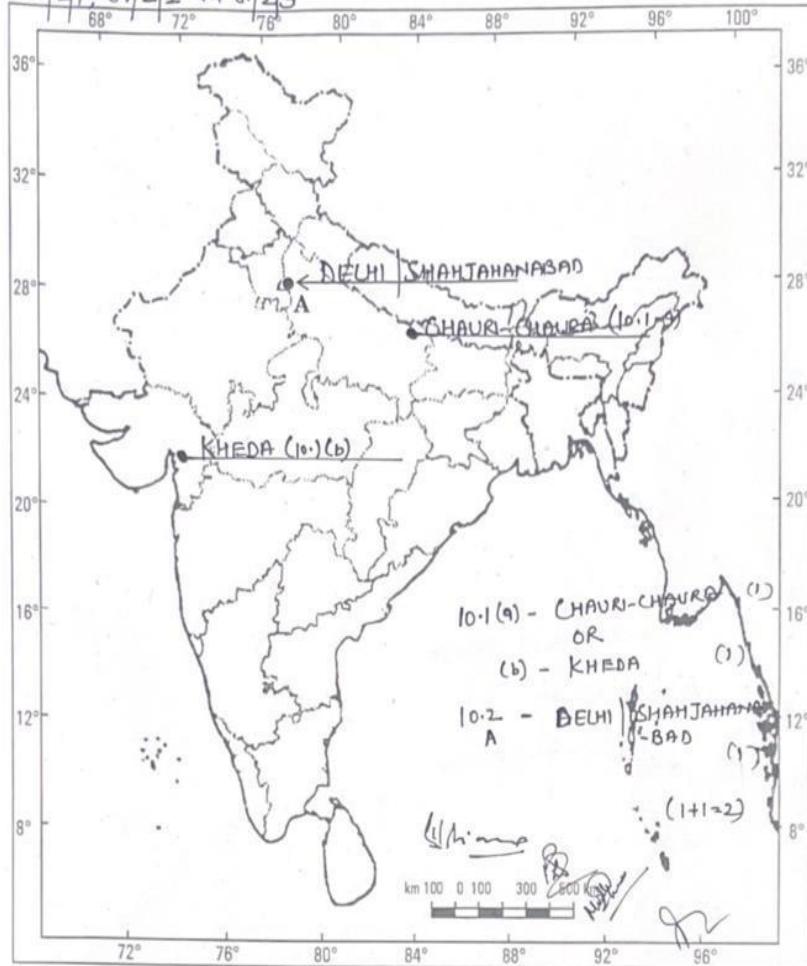 68° 72° 76° 80° 84° 88° 92° 96° 100°
36° 36°
32° 32°
28° DELHI | SHAHJAHANABAD 28°
A
CHAURI-CHAURA (10.1-a)
24° 24°
KHEDA (10.)(b)
20° 20°
16° 10.1(a) - CHAURI-CHAURA (1) 16°
OR
(b) - KHEDA (1)
12° 10.2 - DELHI | SHAHJAHANA 12°
A -BAD (1)
8° (1+1=2) 8°
km 100 0 100 300 500 km
72° 76° 80° 84° 88° 92° 96°